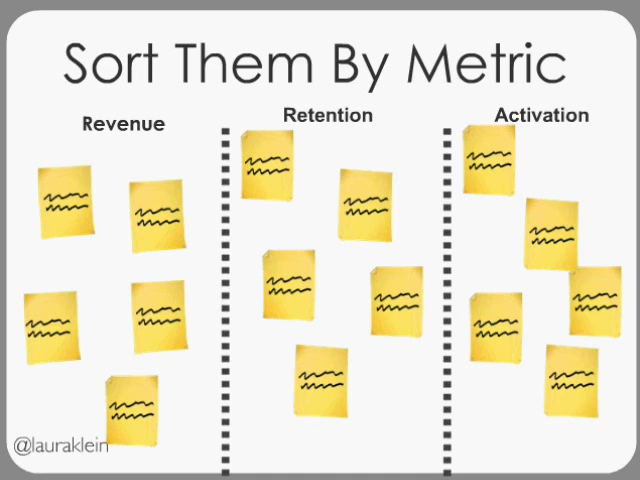 Sort Them By Metric
Revenue
Retention
Activation
@lauraklein